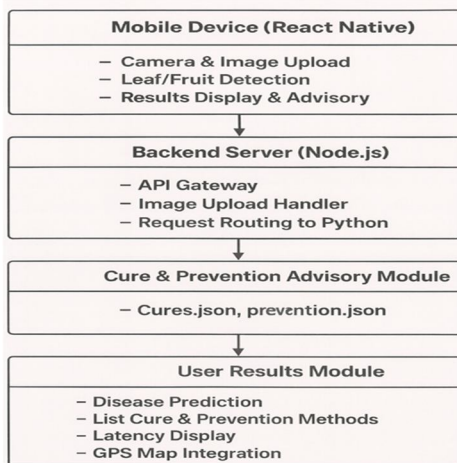 Mobile Device (React Native)
– Camera & Image Upload
– Leaf/Fruit Detection
– Results Display & Advisory
Backend Server (Node.js)
– API Gateway
– Image Upload Handler
– Request Routing to Python
Cure & Prevention Advisory Module
– Cures.json, prevention.json
User Results Module
– Disease Prediction
– List Cure & Prevention Methods
– Latency Display
– GPS Map Integration